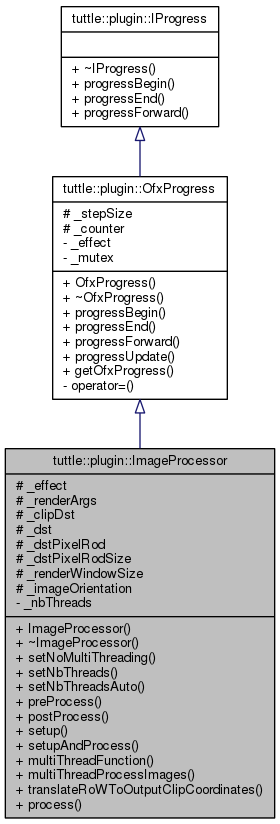 tuttle::plugin::IProgress
+ ~IProgress()
+ progressBegin()
+ progressEnd()
+ progressForward()
tuttle::plugin::OfxProgress
# _stepSize
# _counter
- _effect
- _mutex
+ OfxProgress()
+ ~OfxProgress()
+ progressBegin()
+ progressEnd()
+ progressForward()
+ progressUpdate()
+ getOfxProgress()
- operator=()
tuttle::plugin::ImageProcessor
# _effect
# _renderArgs
# _clipDst
# _dst
# _dstPixelRod
# _dstPixelRodSize
# _renderWindowSize
# _imageOrientation
- _nbThreads
+ ImageProcessor()
+ ~ImageProcessor()
+ setNoMultiThreading()
+ setNbThreads()
+ setNbThreadsAuto()
+ preProcess()
+ postProcess()
+ setup()
+ setupAndProcess()
+ multiThreadFunction()
+ multiThreadProcessImages()
+ translateRoWToOutputClipCoordinates()
+ process()